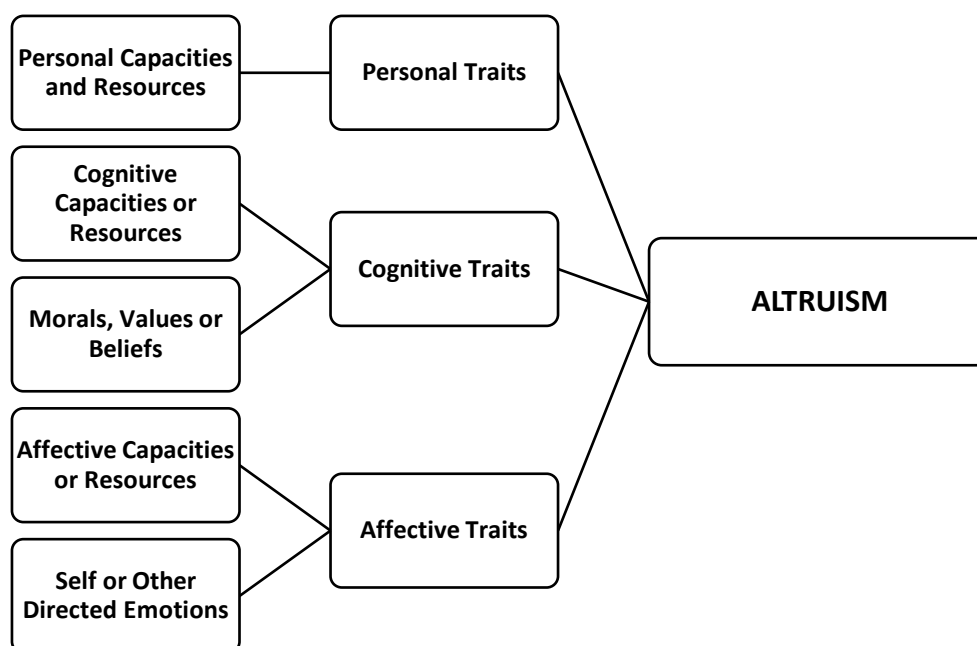 Personal Capacities
and Resources
Personal Traits
Cognitive
Capacities or
Resources
Cognitive Traits
Morals, Values or
Beliefs
ALTRUISM
Affective Capacities
or Resources
Affective Traits
Self or Other
Directed Emotions